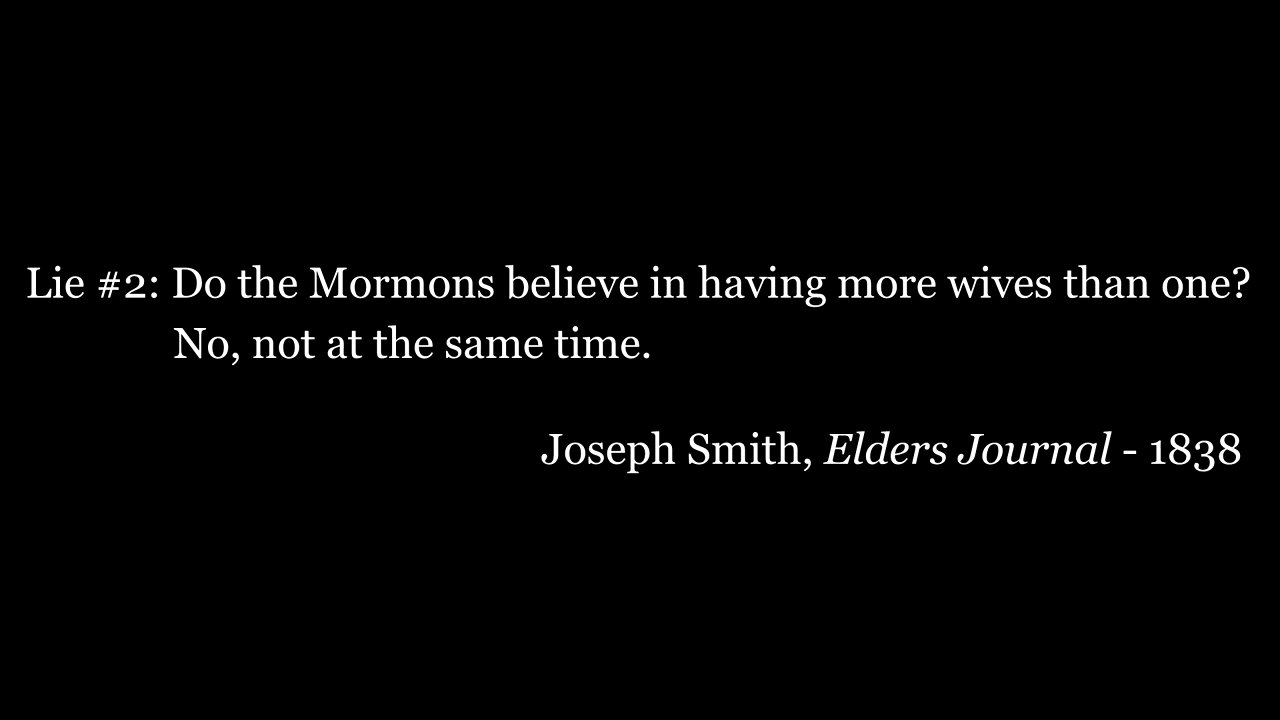 Lie #2: Do the Mormons believe in having more wives than one?
No, not at the same time.
Joseph Smith, Elders Journal - 1838